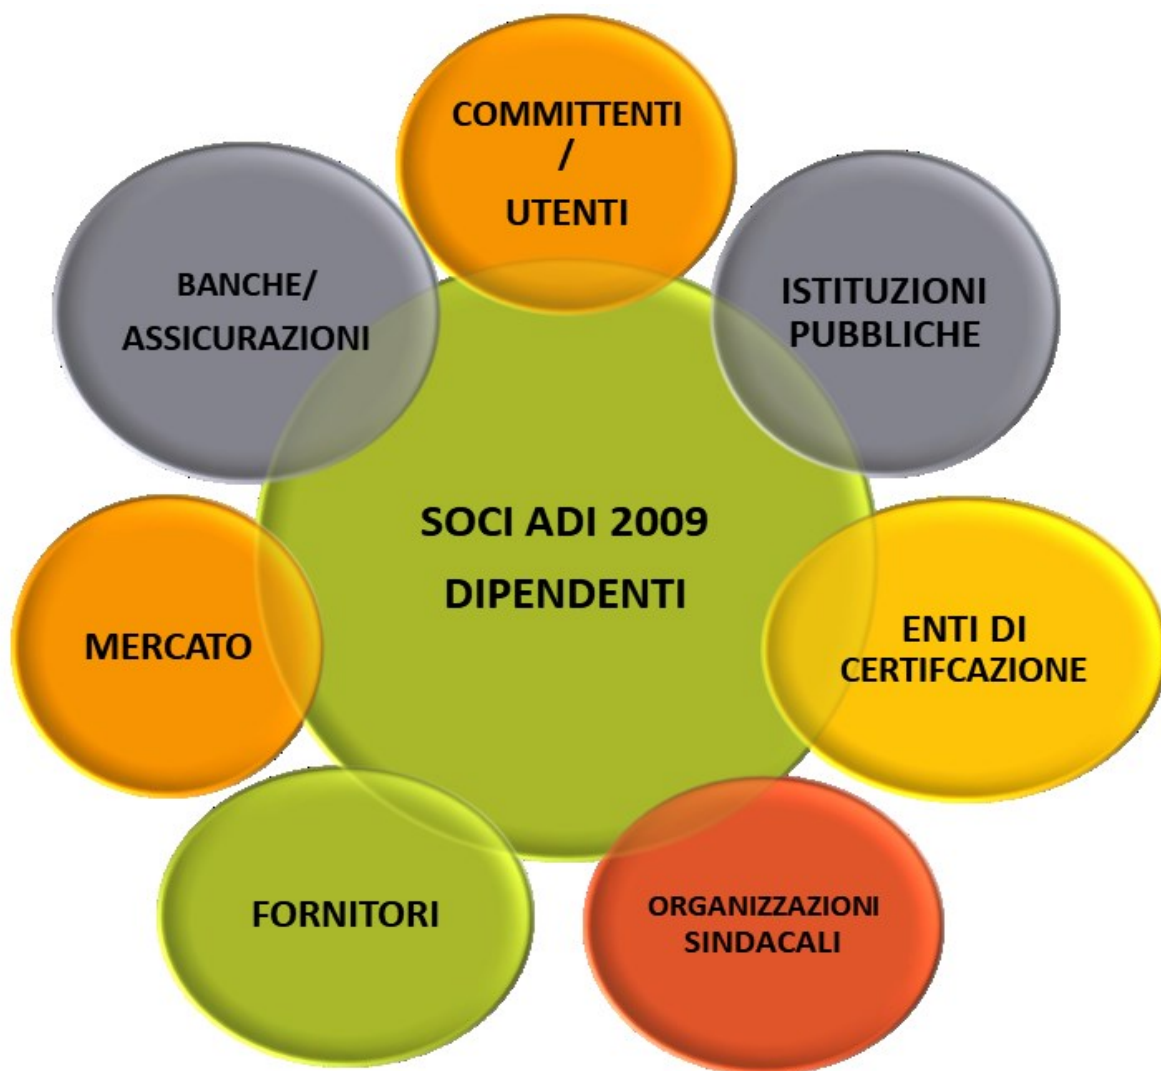 COMMITTENTI
/
UTENTI
BANCHE/
ASSICURAZIONI
ISTITUZIONI
PUBBLICHE
SOCI ADI 2009
DIPENDENTI
MERCATO
ENTI DI
CERTIFCAZIONE
FORNITORI
ORGANIZZAZIONI
SINDACALI